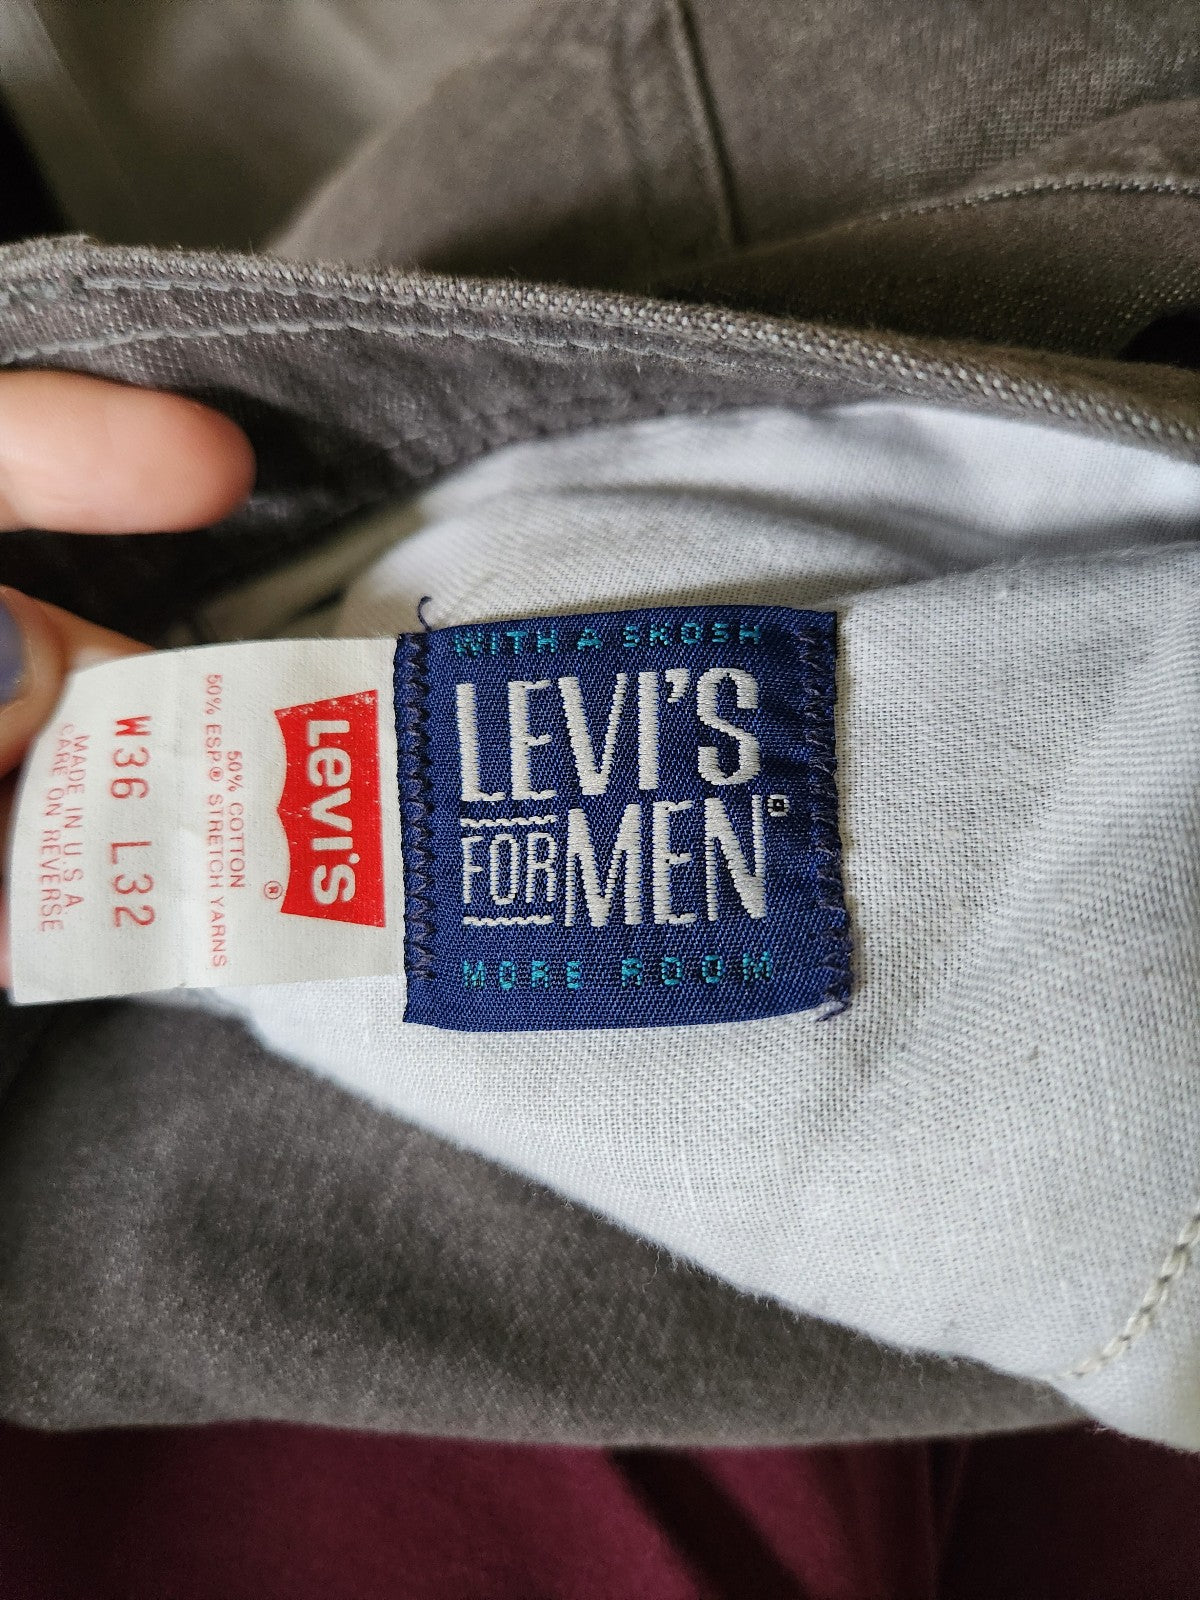 WITH A SKOSH
LEVI'S
FOR MEN®
MORE ROOM
LEVI'S
®
50% COTTON
50% ESP® STRETCH YARNS
W36 L32
MADE IN U.S.A.
CARE ON REVERSE